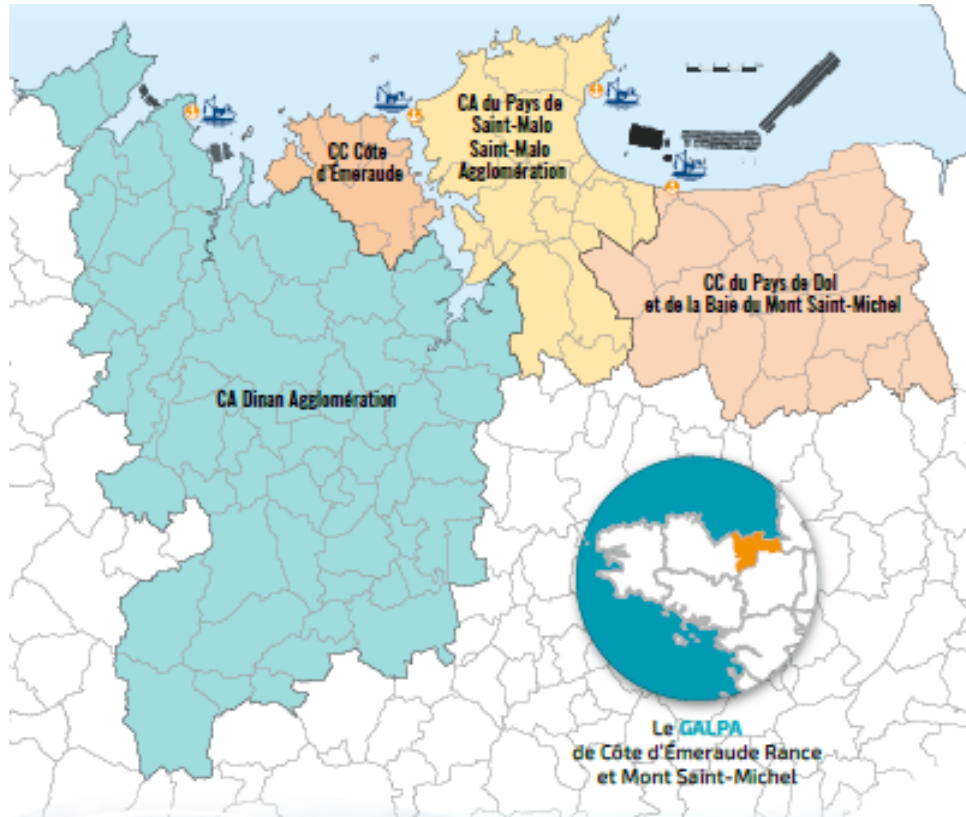 CA du Pays de
Saint-Malo
Saint-Malo
Agglomération
CC Côte
d'Émeraude
CC du Pays de Dol
et de la Baie du Mont Saint-Michel
CA Dinan Agglomération
Le GALPA
de Côte d'Émeraude Rance
et Mont Saint-Michel